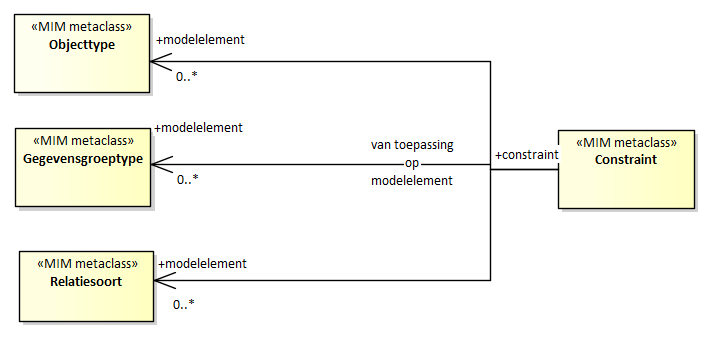 «MIM metaclass»
Objecttype
+modelelement
0..*
«MIM metaclass»
Gegevensgroeptype
+modelelement
0..*
van toepassing
op
modelelement
+constraint
«MIM metaclass»
Constraint
«MIM metaclass»
Relatiesoort
+modelelement
0..*